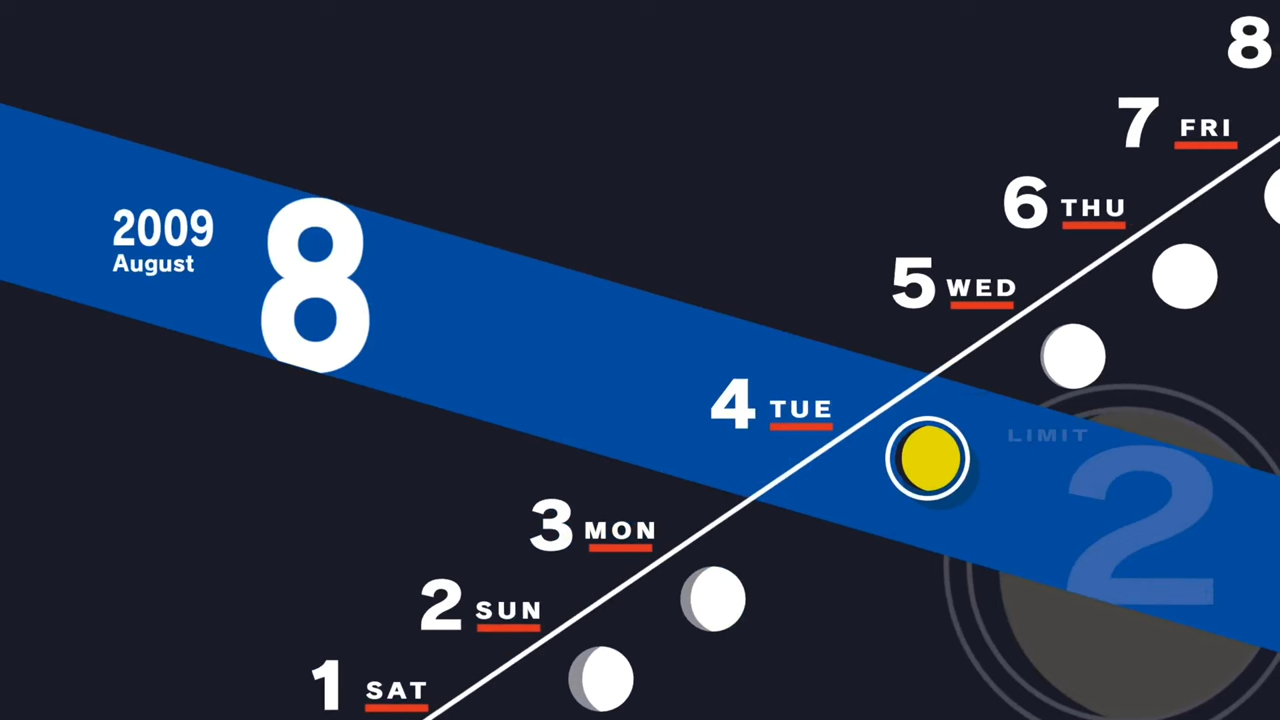 2009
August
8
8
7 FRI
6 THU
5 WED
4 TUE
3 MON
2 SUN
1 SAT
LIMIT
2